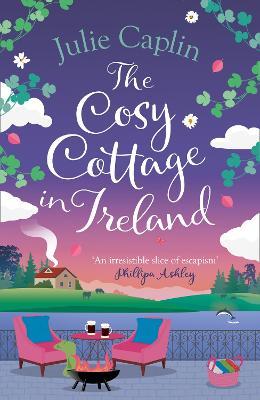 Julie Caplin
The
Cosy
Cottage
in Ireland
'An irresistible slice of escapism'
Phillipa Ashley